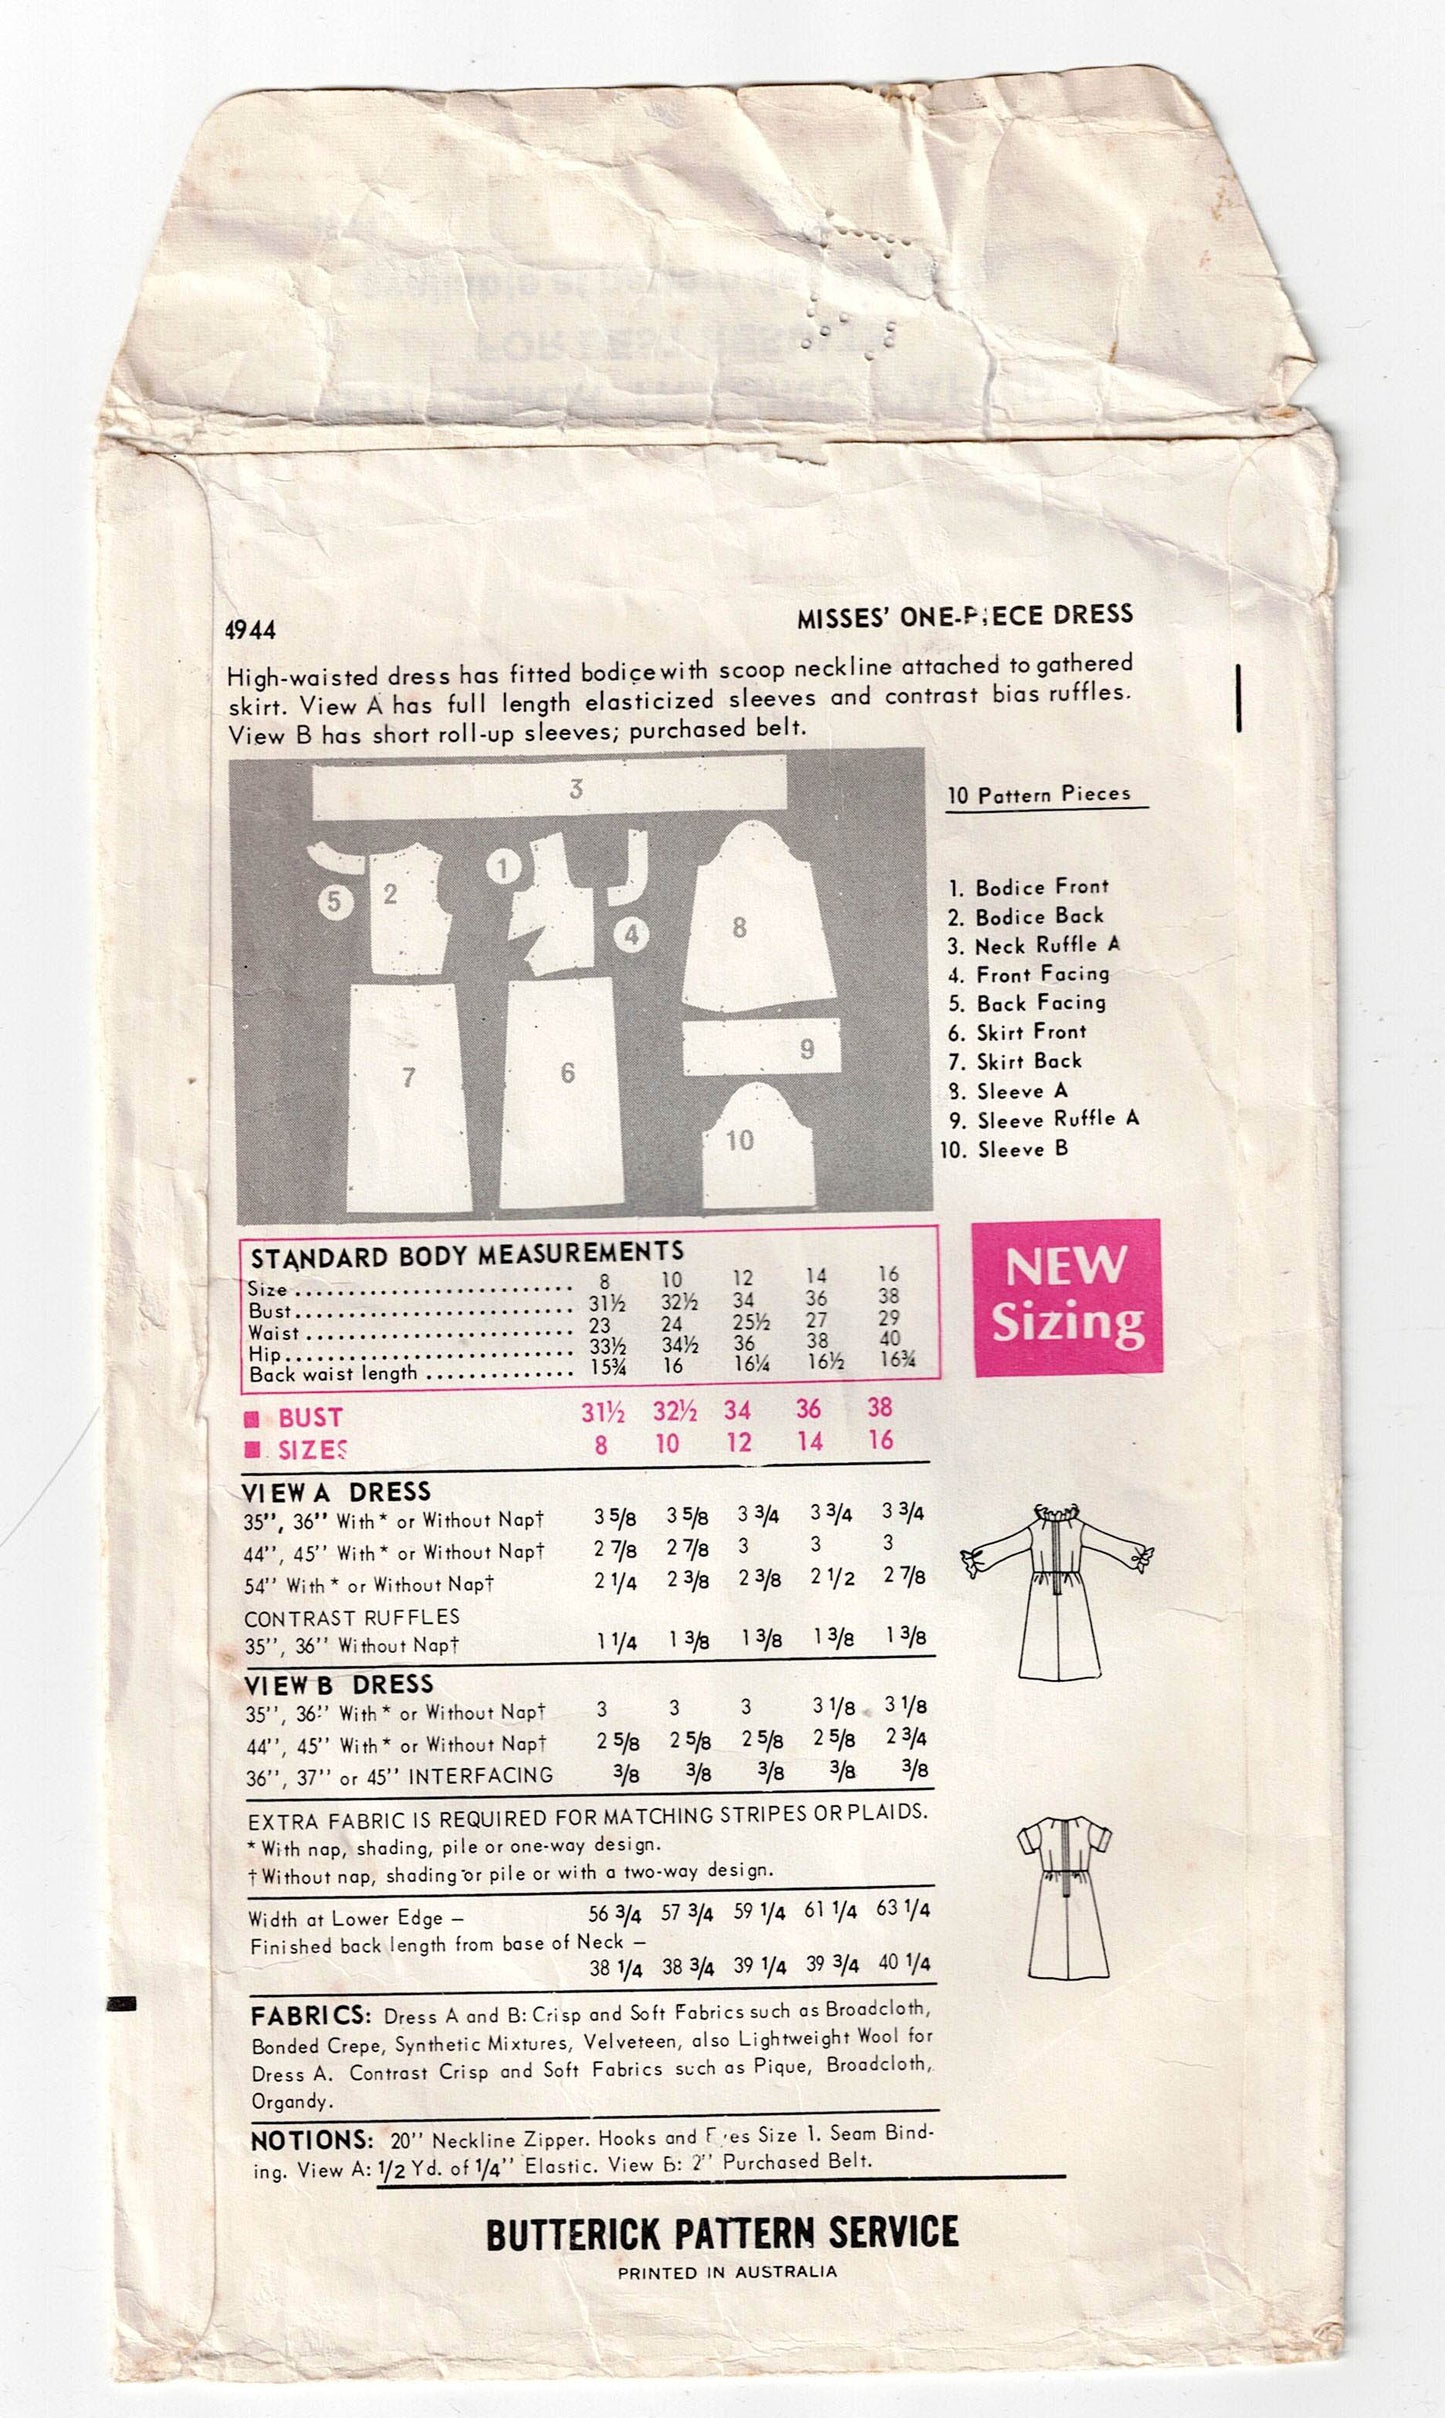 4944
MISSES' ONE-PIECE DRESS
High-waisted dress has fitted bodice with scoop neckline attached to gathered
skirt. View A has full length elasticized sleeves and contrast bias ruffles.
View B has short roll-up sleeves; purchased belt.
3
5
2
1
4
8
7
6
9
10
10 Pattern Pieces
1. Bodice Front
2. Bodice Back
3. Neck Ruffle A
4. Front Facing
5. Back Facing
6. Skirt Front
7. Skirt Back
8. Sleeve A
9. Sleeve Ruffle A
10. Sleeve B
STANDARD BODY MEASUREMENTS
Size .......................... 8 10 12 14 16
Bust.......................... 31½ 32½ 34 36 38
Waist ......................... 23 24 25½ 27 29
Hip........................... 33½ 34½ 36 38 40
Back waist length .............. 15¾ 16 16¼ 16½ 16¾
NEW
Sizing
■ BUST 31½ 32½ 34 36 38
■ SIZES 8 10 12 14 16
VIEW A DRESS
35'', 36'' With* or Without Nap† 3 5/8 3 5/8 3 3/4 3 3/4 3 3/4
44'', 45'' With* or Without Nap† 2 7/8 2 7/8 3 3 3
54'' With* or Without Nap† 2 1/4 2 3/8 2 3/8 2 1/2 2 7/8
CONTRAST RUFFLES
35'', 36'' Without Nap† 1 1/4 1 3/8 1 3/8 1 3/8 1 3/8
VIEW B DRESS
35'', 36'' With* or Without Nap† 3 3 3 3 1/8 3 1/8
44'', 45'' With* or Without Nap† 2 5/8 2 5/8 2 5/8 2 5/8 2 3/4
36'', 37'' or 45'' INTERFACING 3/8 3/8 3/8 3/8 3/8
EXTRA FABRIC IS REQUIRED FOR MATCHING STRIPES OR PLAIDS.
* With nap, shading, pile or one-way design.
† Without nap, shading or pile or with a two-way design.
Width at Lower Edge – 56 3/4 57 3/4 59 1/4 61 1/4 63 1/4
Finished back length from base of Neck –
38 1/4 38 3/4 39 1/4 39 3/4 40 1/4
FABRICS: Dress A and B: Crisp and Soft Fabrics such as Broadcloth,
Bonded Crepe, Synthetic Mixtures, Velveteen, also Lightweight Wool for
Dress A. Contrast Crisp and Soft Fabrics such as Pique, Broadcloth,
Organdy.
NOTIONS: 20'' Neckline Zipper. Hooks and Eyes Size 1. Seam Bind-
ing. View A: 1/2 Yd. of 1/4'' Elastic. View B: 2'' Purchased Belt.
BUTTERICK PATTERN SERVICE
PRINTED IN AUSTRALIA